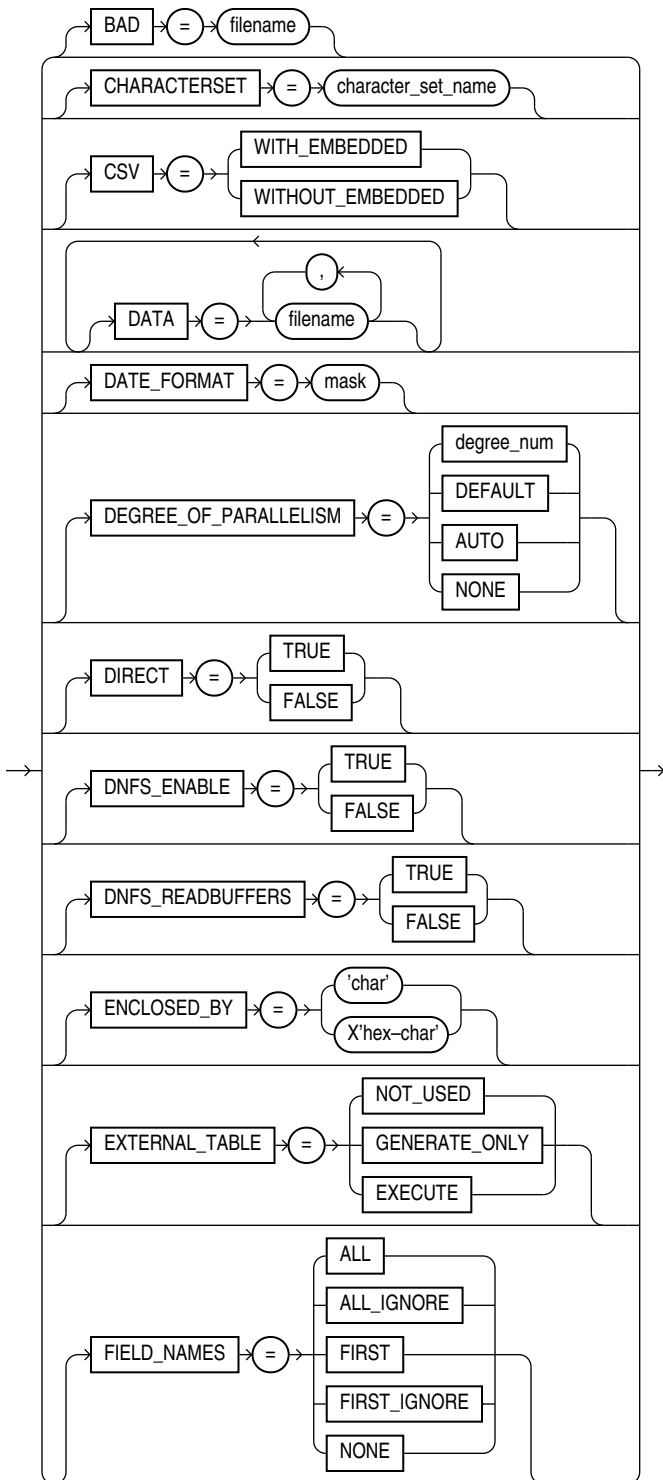 BAD = filename
CHARACTERSET = character_set_name
WITH_EMBEDDED
CSV =
WITHOUT_EMBEDDED
,
DATA = filename
DATE_FORMAT = mask
degree_num
DEFAULT
DEGREE_OF_PARALLELISM =
AUTO
NONE
TRUE
DIRECT =
FALSE
TRUE
DNFS_ENABLE =
FALSE
TRUE
DNFS_READBUFFERS =
FALSE
'char'
ENCLOSED_BY =
X'hex–char'
NOT_USED
EXTERNAL_TABLE = GENERATE_ONLY
EXECUTE
ALL
ALL_IGNORE
FIELD_NAMES = FIRST
FIRST_IGNORE
NONE